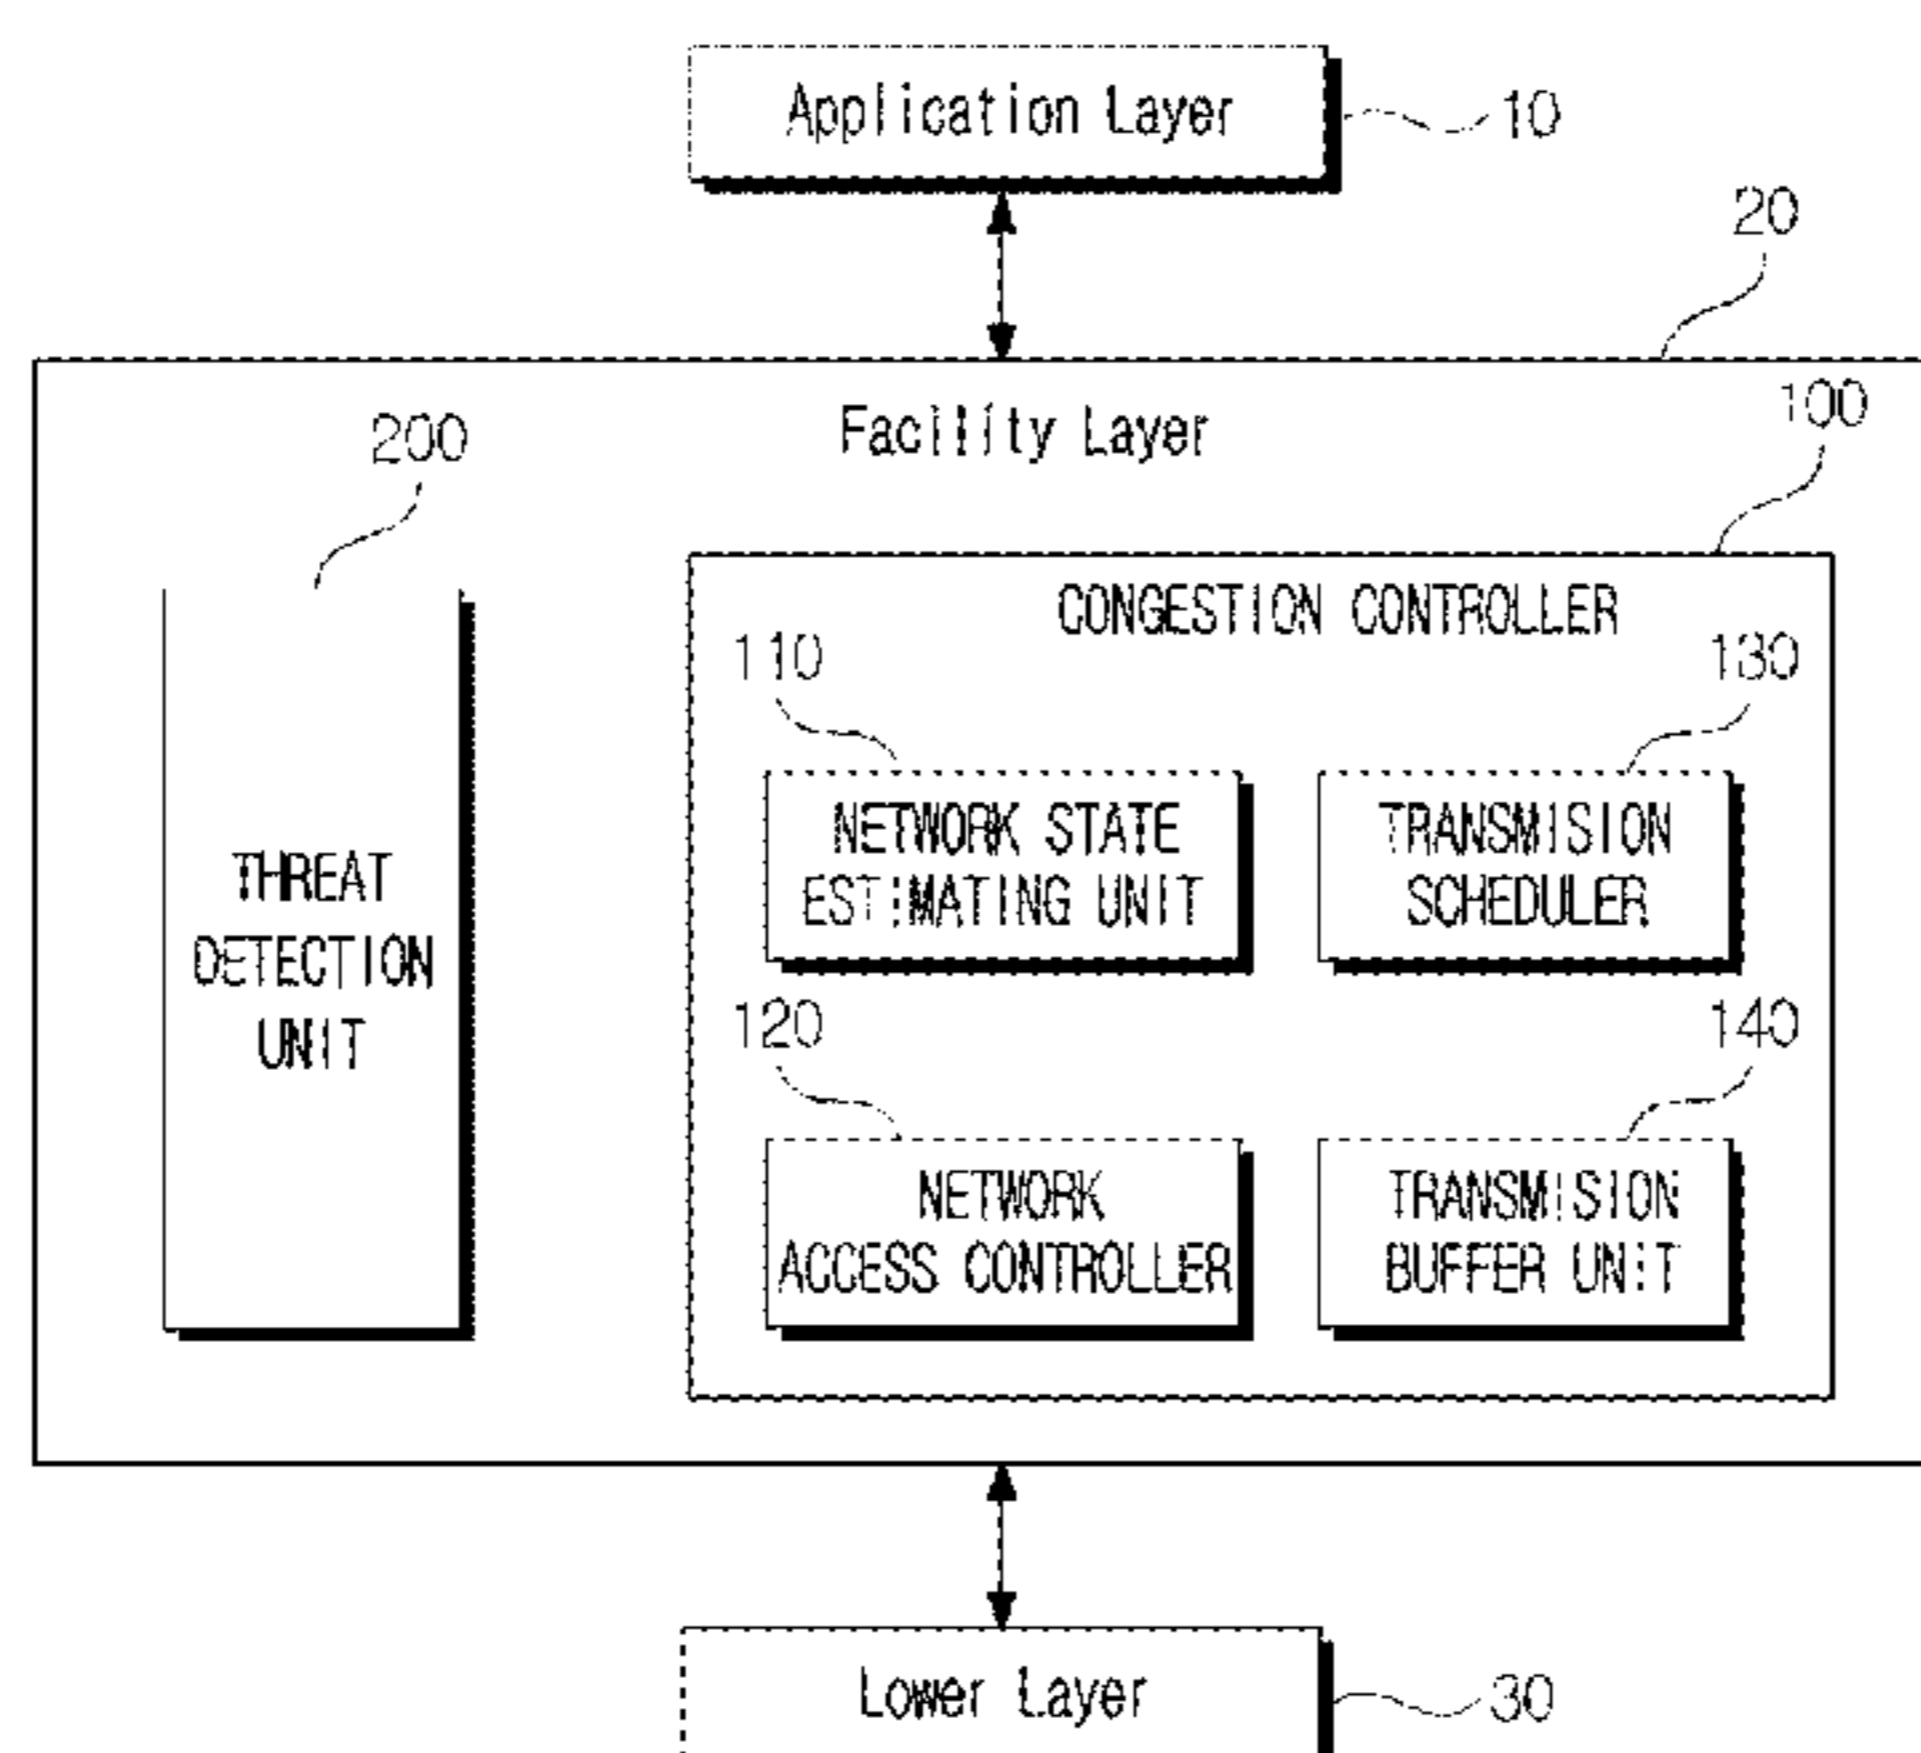 Application Layer
10
20
Facility Layer
100
200
CONGESTION CONTROLLER
110
130
NETWORK STATE
ESTIMATING UNIT
TRANSMISION
SCHEDULER
THREAT
DETECTION
UNIT
120
140
NETWORK
ACCESS CONTROLLER
TRANSMISION
BUFFER UNIT
Lower Layer
30